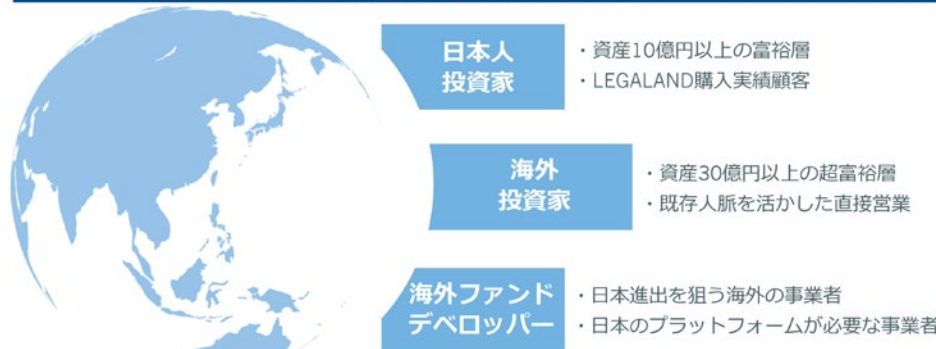 日本人
投資家
・資産10億円以上の富裕層
・LEGALAND購入実績顧客
海外
投資家
・資産30億円以上の超富裕層
・既存人脈を活かした直接営業
海外ファンド
デベロッパー
・日本進出を狙う海外の事業者
・日本のプラットフォームが必要な事業者